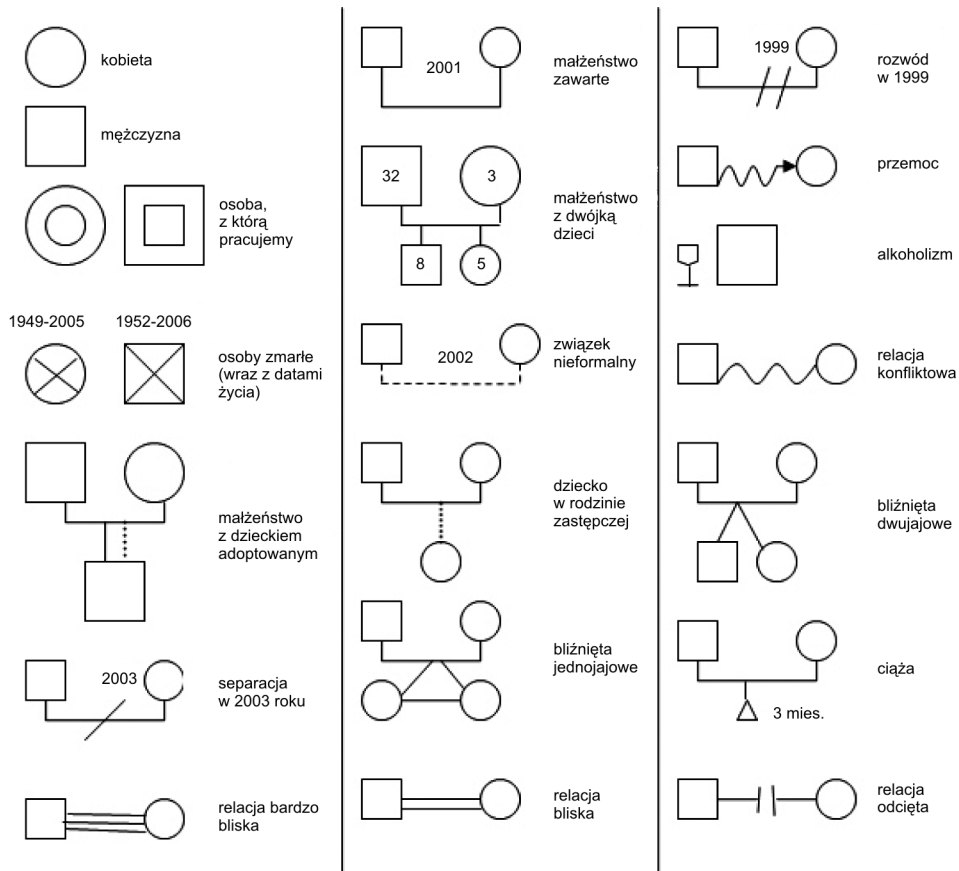 kobieta
mężczyzna
osoba,
z którą
pracujemy
1949-2005
1952-2006
osoby zmarłe
(wraz z datami
życia)
małżeństwo
z dzieckiem
adoptowanym
2003
separacja
w 2003 roku
relacja bardzo
bliska
2001
małżeństwo
zawarte
32
3
8
5
małżeństwo
z dwójką
dzieci
2002
związek
nieformalny
dziecko
w rodzinie
zastępczej
bliźnięta
jednojajowe
relacja
bliska
1999
rozwód
w 1999
przemoc
alkoholizm
relacja
konfliktowa
bliźnięta
dwujajowe
ciąża
3 mies.
relacja
odcięta